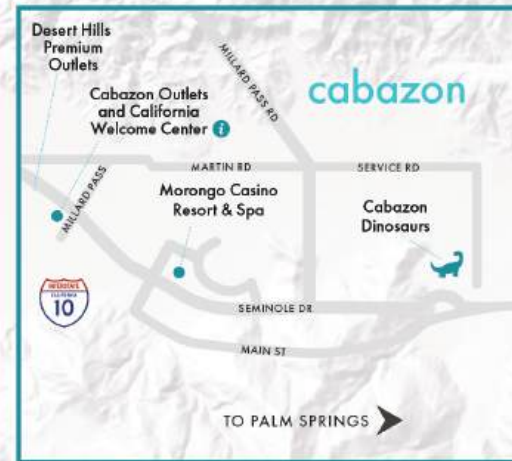 Desert Hills
Premium
Outlets
MILLARD PASS RD
cabazon
Cabazon Outlets
and California
Welcome Center i
MARTIN RD
SERVICE RD
MILLARD PASS
Morongo Casino
Resort & Spa
Cabazon
Dinosaurs
INTERSTATE
CALIFORNIA
10
SEMINOLE DR
MAIN ST
TO PALM SPRINGS